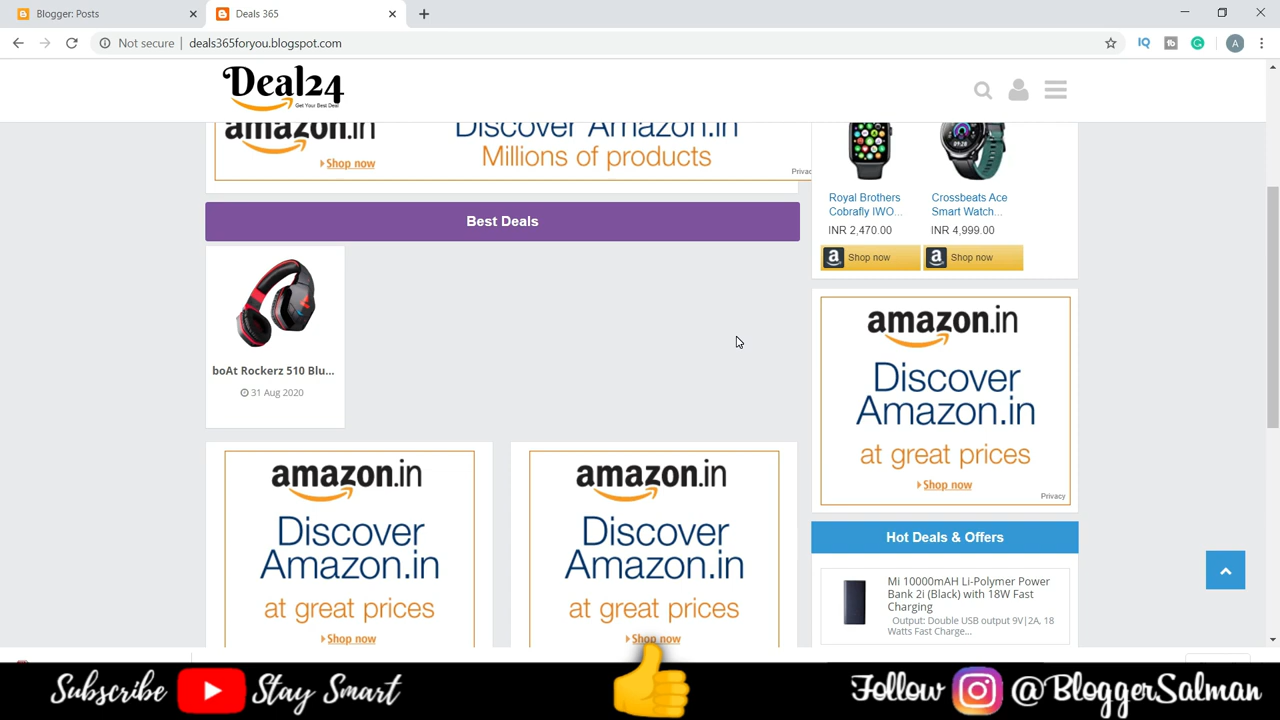 Blogger: Posts
Deals 365
Not secure
deals365foryou.blogspot.com
A
Deal24
Get Your Best Deal
amazon.in
Discover Amazon.in
Millions of products
Shop now
Royal Brothers
Cobrafly IWO...
INR 2,470.00
Shop now
Crossbeats Ace
Smart Watch...
INR 4,999.00
Shop now
Best Deals
boAt Rockerz 510 Blu...
31 Aug 2020
amazon.in
Discover
Amazon.in
at great prices
Shop now
amazon.in
Discover
Amazon.in
at great prices
Shop now
amazon.in
Discover
Amazon.in
at great prices
Shop now
Privacy
Hot Deals & Offers
Mi 10000mAH Li-Polymer Power
Bank 2i (Black) with 18W Fast
Charging
Output: Double USB output 9V|2A, 18
Watts Fast Charge...
Subscribe
Stay Smart
Follow
@BloggerSalman